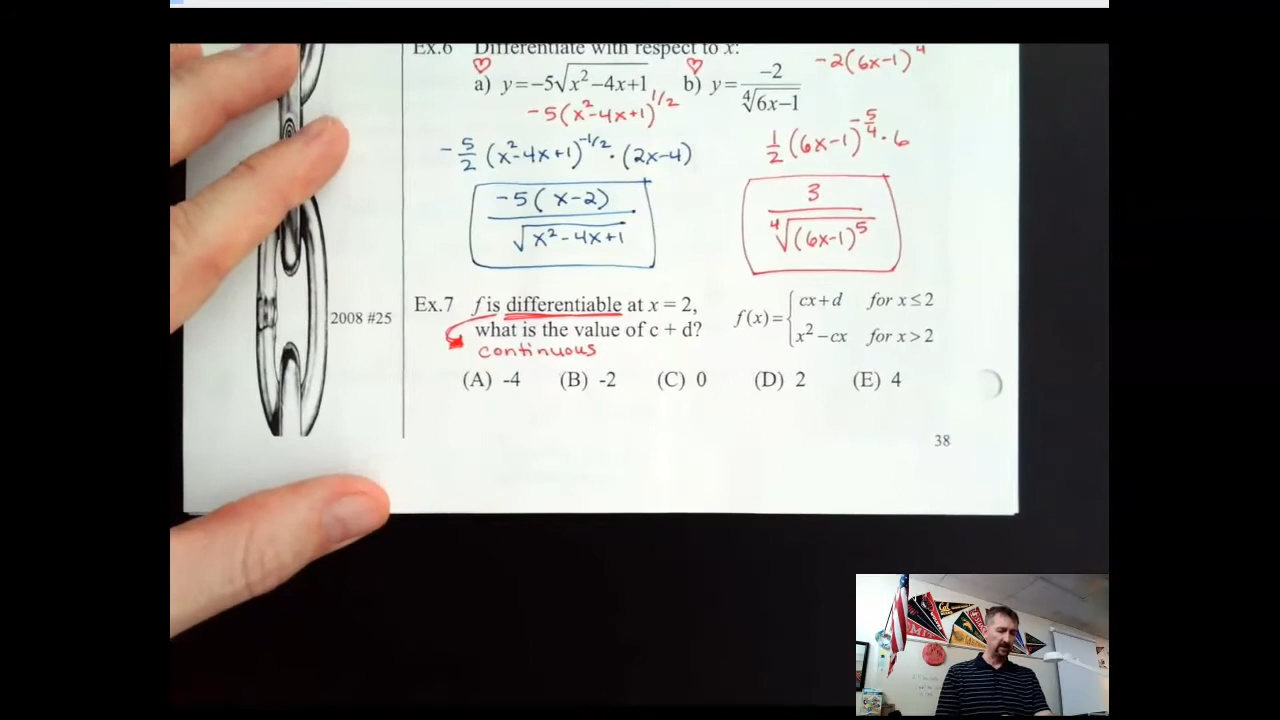 Ex.6 Differentiate with respect to x:
♡ ♡
-2(6x-1)^4
a) y=-5√(x²-4x+1) b) y=-2/∜(6x-1)
-5(x²-4x+1)^1/2
-5/2 (x²-4x+1)^-1/2 · (2x-4) 1/2 (6x-1)^-5/4 · 6
-5(x-2)/√(x²-4x+1) 3/∜((6x-1)^5)
2008 #25
Ex.7 f is differentiable at x = 2,
what is the value of c + d?
continuous
f(x)={ cx+d for x≤2
x²-cx for x>2
(A) -4 (B) -2 (C) 0 (D) 2 (E) 4
38
MIT
Cal